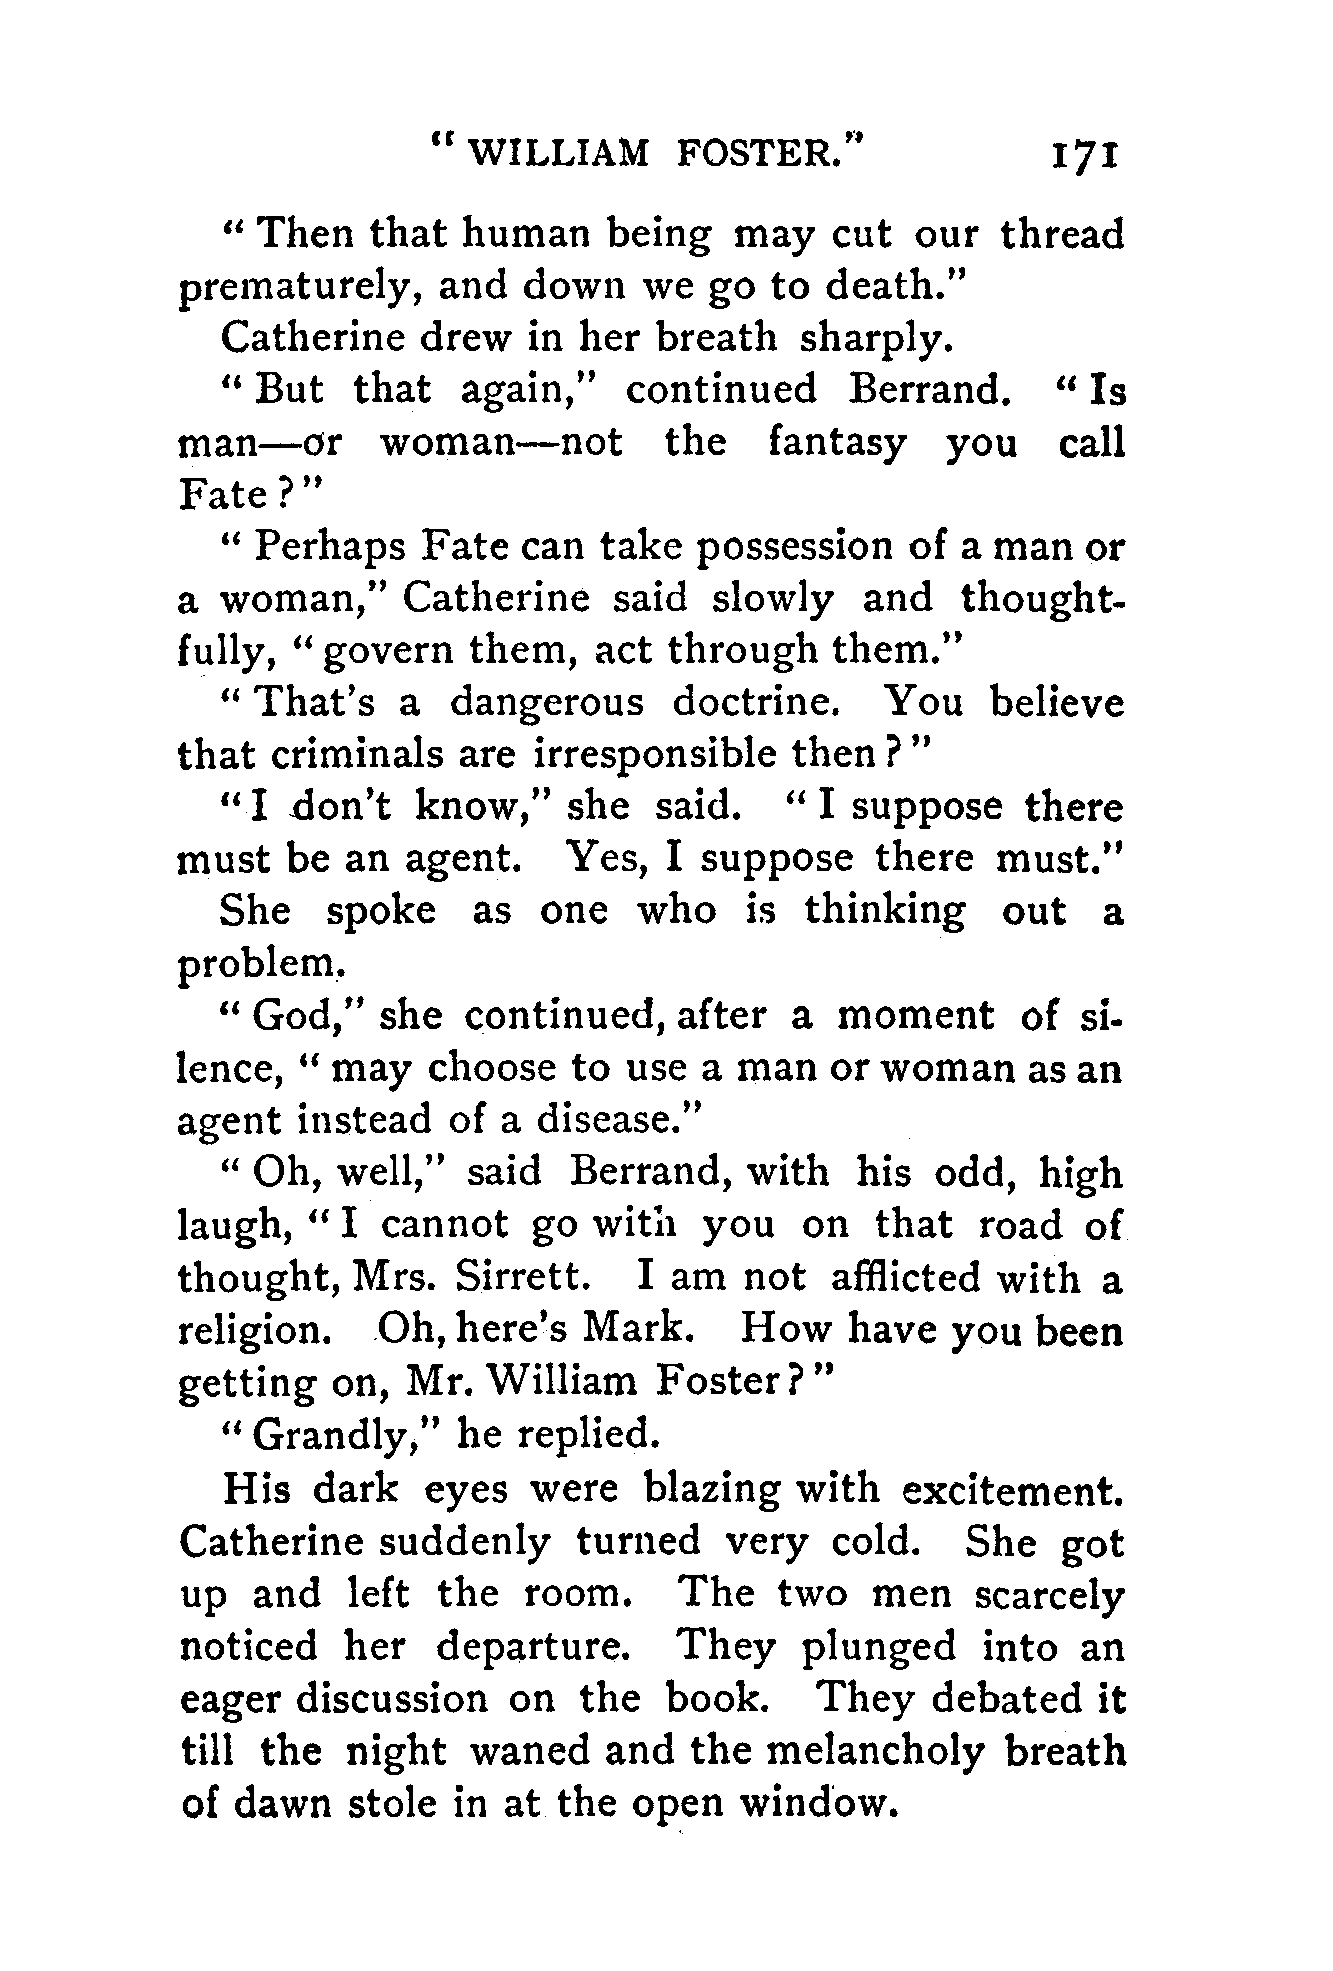 "WILLIAM FOSTER." 171
"Then that human being may cut our thread
prematurely, and down we go to death."
Catherine drew in her breath sharply.
"But that again," continued Berrand. "Is
man—or woman—not the fantasy you call
Fate?"
"Perhaps Fate can take possession of a man or
a woman," Catherine said slowly and thought-
fully, "govern them, act through them."
"That's a dangerous doctrine. You believe
that criminals are irresponsible then?"
"I don't know," she said. "I suppose there
must be an agent. Yes, I suppose there must."
She spoke as one who is thinking out a
problem.
"God," she continued, after a moment of si-
lence, "may choose to use a man or woman as an
agent instead of a disease."
"Oh, well," said Berrand, with his odd, high
laugh, "I cannot go with you on that road of
thought, Mrs. Sirrett. I am not afflicted with a
religion. Oh, here's Mark. How have you been
getting on, Mr. William Foster?"
"Grandly," he replied.
His dark eyes were blazing with excitement.
Catherine suddenly turned very cold. She got
up and left the room. The two men scarcely
noticed her departure. They plunged into an
eager discussion on the book. They debated it
till the night waned and the melancholy breath
of dawn stole in at the open window.